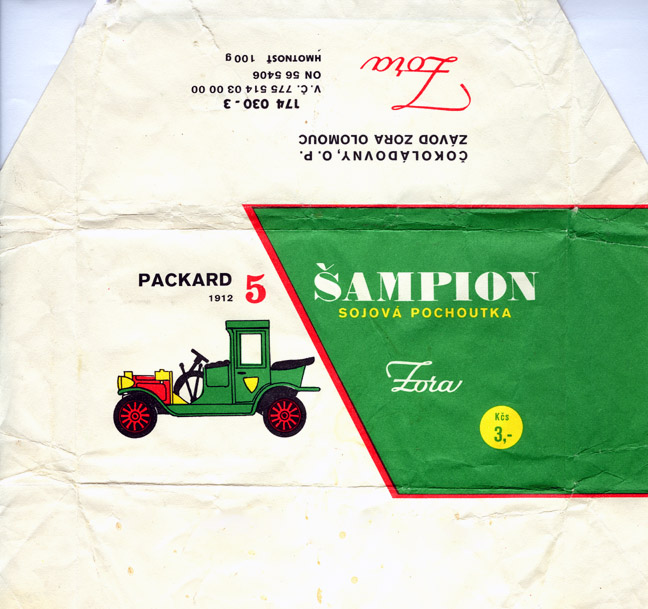 Zora
ČOKOLÁDOVNY, O. P.
ZÁVOD ZORA OLOMOUC
174 030 - 3
V. Č. 775 514 03 00 00
ON 56 5406
HMOTNOSŤ 100 g
PACKARD 5
1912
ŠAMPION
SOJOVÁ POCHOUTKA
Zora
Kčs
3,-